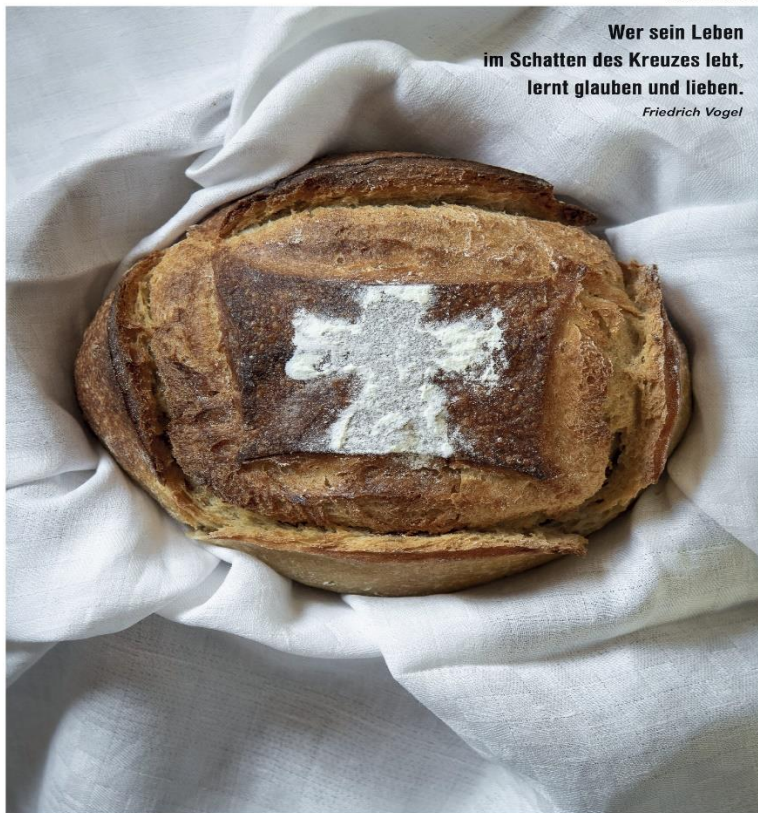 Wer sein Leben
im Schatten des Kreuzes lebt,
lernt glauben und lieben.
Friedrich Vogel